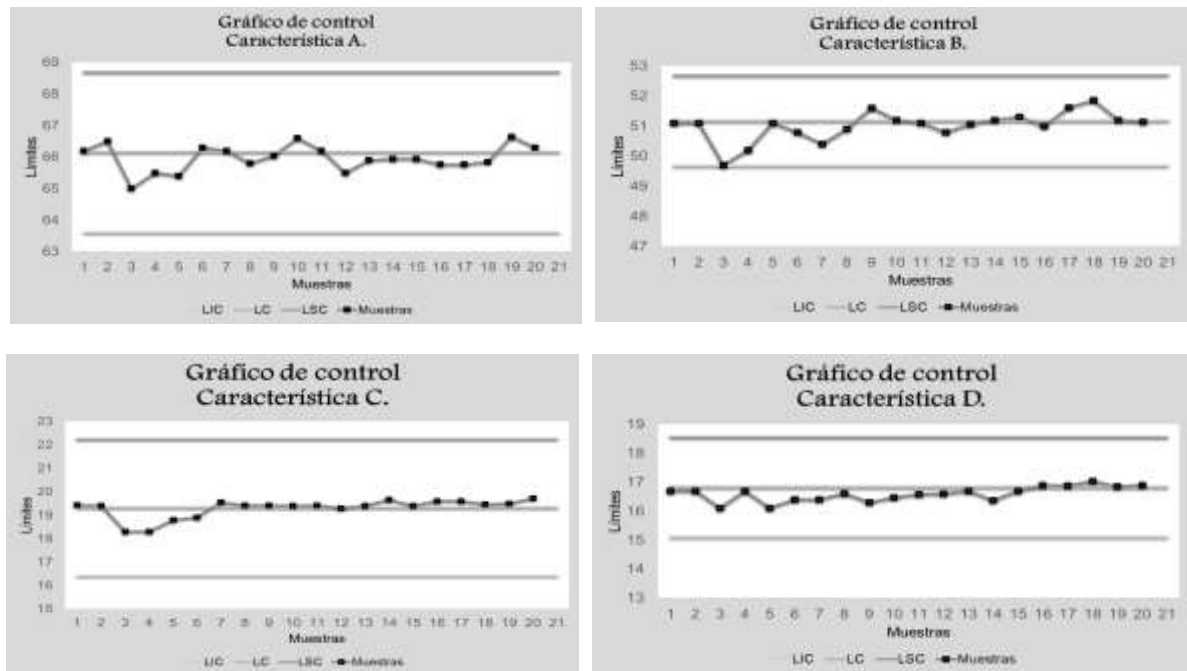 Gráfico de control
Característica A.
69
68
67
66
65
64
63
Límites
1 2 3 4 5 6 7 8 9 10 11 12 13 14 15 16 17 18 19 20 21
Muestras
LIC LC LSC Muestras
Gráfico de control
Característica B.
53
52
51
50
49
48
47
Límites
1 2 3 4 5 6 7 8 9 10 11 12 13 14 15 16 17 18 19 20 21
Muestras
LIC LC LSC Muestras
Gráfico de control
Característica C.
23
22
21
20
19
18
17
16
15
Límites
1 2 3 4 5 6 7 8 9 10 11 12 13 14 15 16 17 18 19 20 21
Muestras
LIC LC LSC Muestras
Gráfico de control
Característica D.
19
18
17
16
15
14
13
Límites
1 2 3 4 5 6 7 8 9 10 11 12 13 14 15 16 17 18 19 20 21
Muestras
LIC LC LSC Muestras